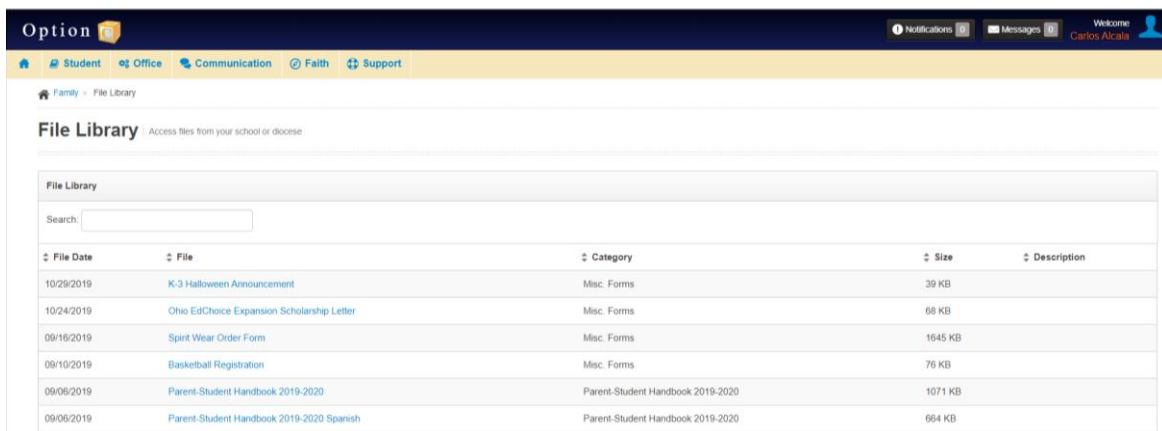 Option
Notifications 0 Messages 0 Welcome
Carlos Alcala
Student Office Communication Faith Support
Family File Library
File Library Access files from your school or diocese
File Library
Search:
File Date File Category Size Description
10/29/2019 K-3 Halloween Announcement Misc. Forms 39 KB
10/24/2019 Ohio EdChoice Expansion Scholarship Letter Misc. Forms 68 KB
09/16/2019 Spirit Wear Order Form Misc. Forms 1645 KB
09/10/2019 Basketball Registration Misc. Forms 76 KB
09/06/2019 Parent-Student Handbook 2019-2020 Parent-Student Handbook 2019-2020 1071 KB
09/06/2019 Parent-Student Handbook 2019-2020 Spanish Parent-Student Handbook 2019-2020 664 KB